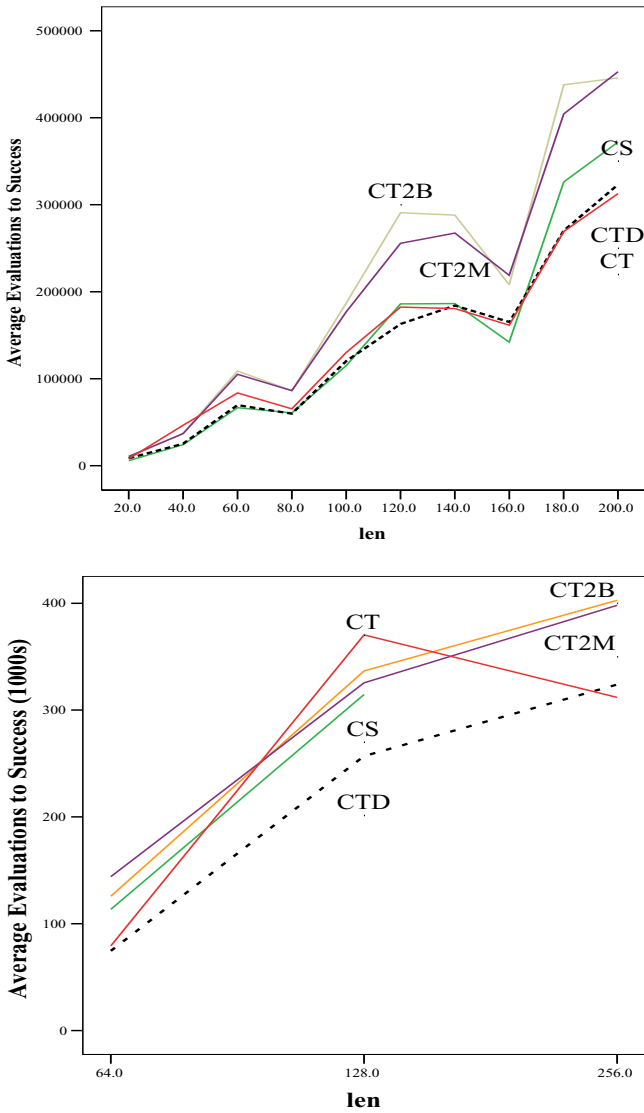 500000
400000
300000
200000
100000
0
Average Evaluations to Success
CT2B
CT2M
CS
CTD
CT
20.0 40.0 60.0 80.0 100.0 120.0 140.0 160.0 180.0 200.0
len
400
300
200
100
0
Average Evaluations to Success (1000s)
CT2B
CT
CT2M
CS
CTD
64.0 128.0 256.0
len